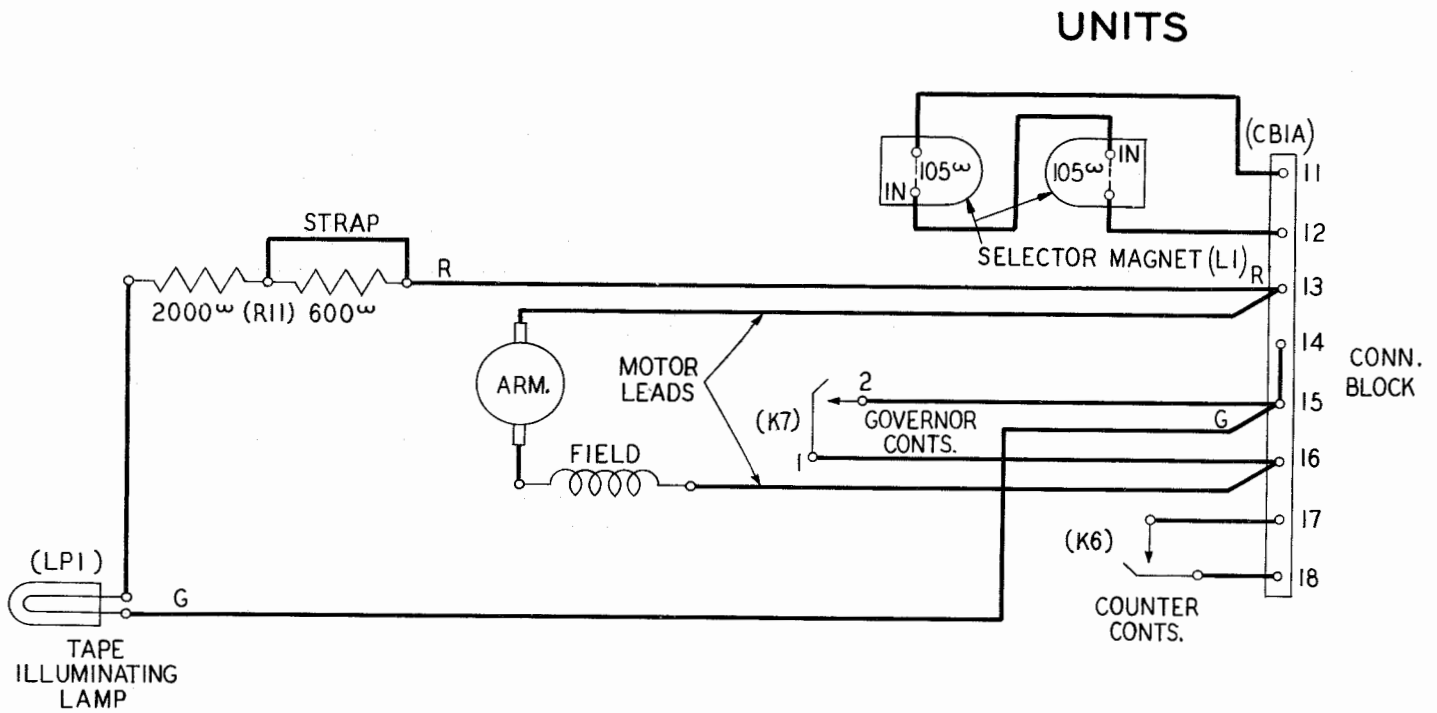 UNITS
(CB1A)
IN
105ω
105ω
IN
11
12
SELECTOR MAGNET (L1)
STRAP
R
R
13
2000ω (R11) 600ω
14
MOTOR
LEADS
CONN.
BLOCK
ARM.
2
15
(K7)
GOVERNOR
CONTS.
G
1
16
FIELD
17
(K6)
18
(LP1)
G
COUNTER
CONTS.
TAPE
ILLUMINATING
LAMP